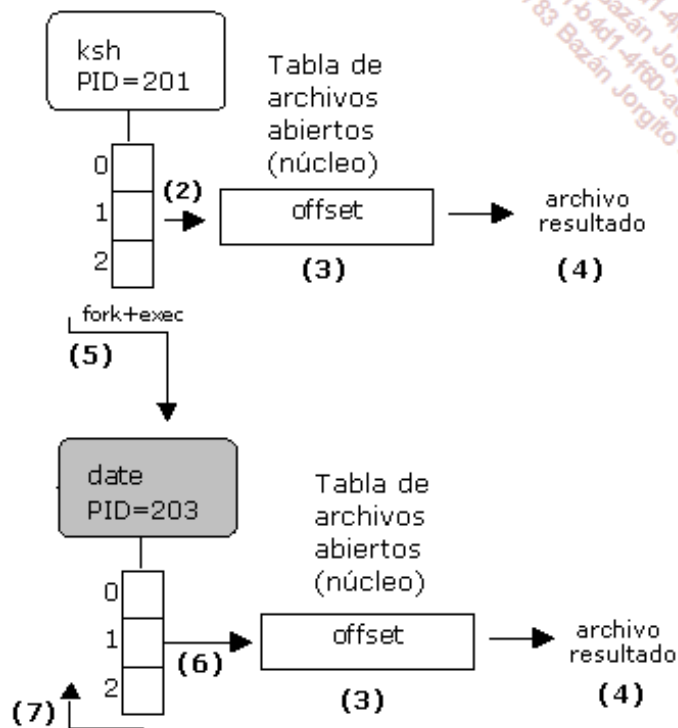 ksh
PID=201
Tabla de
archivos
abiertos
(núcleo)
0
1
2
(2)
offset
(3)
archivo
resultado
(4)
fork+exec
(5)
date
PID=203
Tabla de
archivos
abiertos
(núcleo)
0
1
2
(6)
offset
(3)
archivo
resultado
(4)
(7)